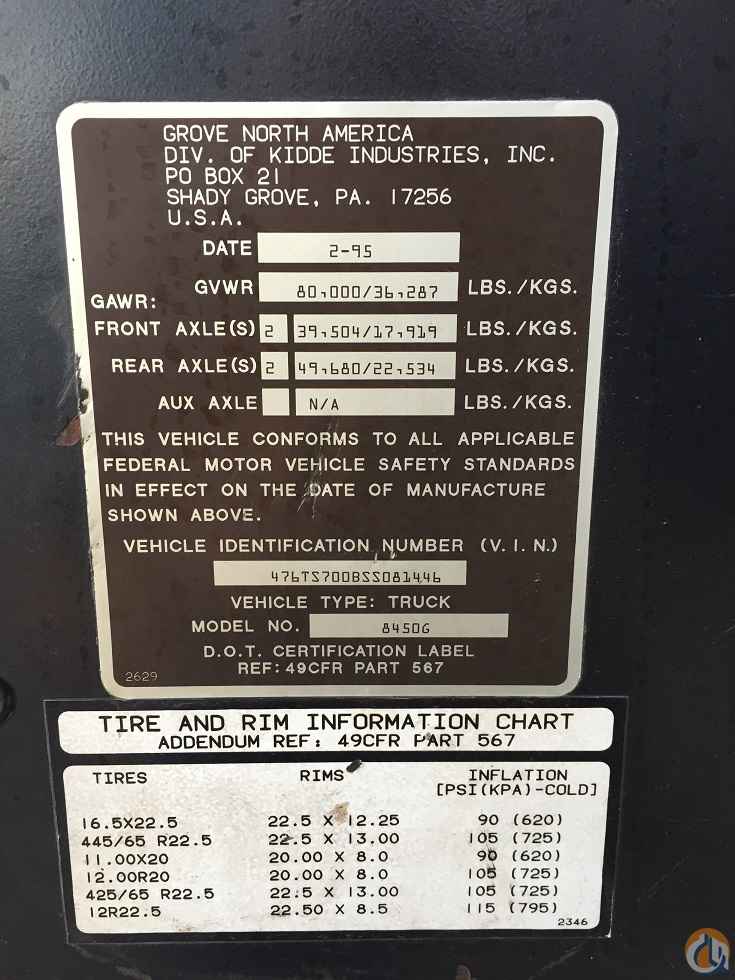 GROVE NORTH AMERICA
DIV. OF KIDDE INDUSTRIES, INC.
PO BOX 21
SHADY GROVE, PA. 17256
U.S.A.
DATE 2-95
GVWR 80,000/36,287 LBS./KGS.
GAWR:
FRONT AXLE(S) 2 39,504/17,919 LBS./KGS.
REAR AXLE(S) 2 49,680/22,534 LBS./KGS.
AUX AXLE N/A LBS./KGS.
THIS VEHICLE CONFORMS TO ALL APPLICABLE
FEDERAL MOTOR VEHICLE SAFETY STANDARDS
IN EFFECT ON THE DATE OF MANUFACTURE
SHOWN ABOVE.
VEHICLE IDENTIFICATION NUMBER (V.I.N.)
476TS700BSS081446
VEHICLE TYPE: TRUCK
MODEL NO. 84506
D.O.T. CERTIFICATION LABEL
2629 REF: 49CFR PART 567
TIRE AND RIM INFORMATION CHART
ADDENDUM REF: 49CFR PART 567
TIRES RIMS INFLATION
[PSI(KPA)-COLD]
16.5X22.5 22.5 X 12.25 90 (620)
445/65 R22.5 22.5 X 13.00 105 (725)
11.00X20 20.00 X 8.0 90 (620)
12.00R20 20.00 X 8.0 105 (725)
425/65 R22.5 22.5 X 13.00 105 (725)
12R22.5 22.50 X 8.5 115 (795)
2346